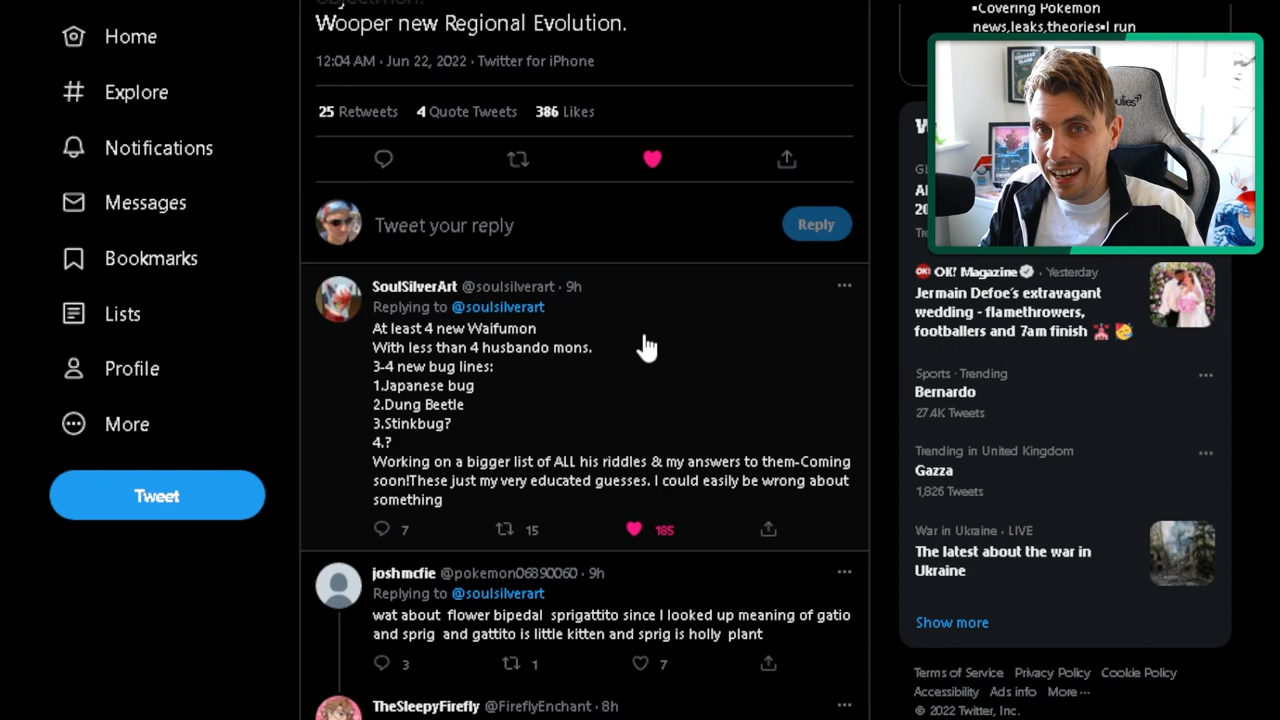 Home
Explore
Notifications
Messages
Bookmarks
Lists
Profile
More
Tweet
Wooper new Regional Evolution.
12:04 AM · Jun 22, 2022 · Twitter for iPhone
25 Retweets 4 Quote Tweets 386 Likes
Tweet your reply
Reply
SoulSilverArt @soulsilverart · 9h
Replying to @soulsilverart
At least 4 new Waifumon
With less than 4 husbando mons.
3-4 new bug lines:
1.Japanese bug
2.Dung Beetle
3.Stinkbug?
4.?
Working on a bigger list of ALL his riddles & my answers to them-Coming
soon!These just my very educated guesses. I could easily be wrong about
something
7 15 185
joshmcfie @pokemon06890060 · 9h
Replying to @soulsilverart
wat about flower bipedal sprigattito since I looked up meaning of gatio
and sprig and gattito is little kitten and sprig is holly plant
3 1 7
TheSleepyFirefly @FireflyEnchant · 8h
▪Covering Pokemon
news,leaks,theories▪I run
OK! Magazine · Yesterday
Jermain Defoe's extravagant
wedding - flamethrowers,
footballers and 7am finish
Sports · Trending
Bernardo
27.4K Tweets
Trending in United Kingdom
Gazza
1,826 Tweets
War in Ukraine · LIVE
The latest about the war in
Ukraine
Show more
Terms of Service Privacy Policy Cookie Policy
Accessibility Ads info More ···
© 2022 Twitter, Inc.